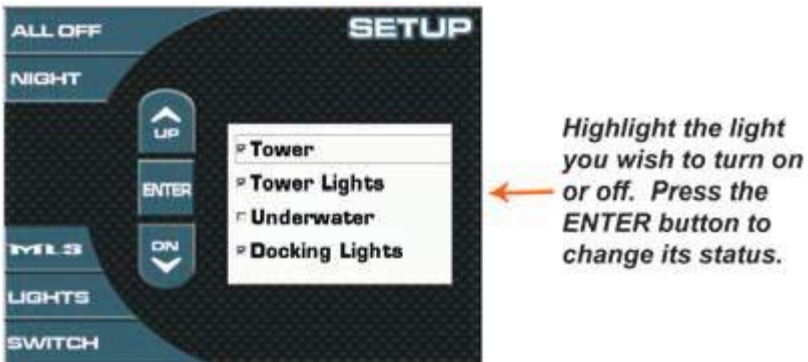 ALL OFF
SETUP
NIGHT
UP
ENTER
DN
Tower
Tower Lights
Underwater
Docking Lights
MLS
LIGHTS
SWITCH
Highlight the light
you wish to turn on
or off. Press the
ENTER button to
change its status.